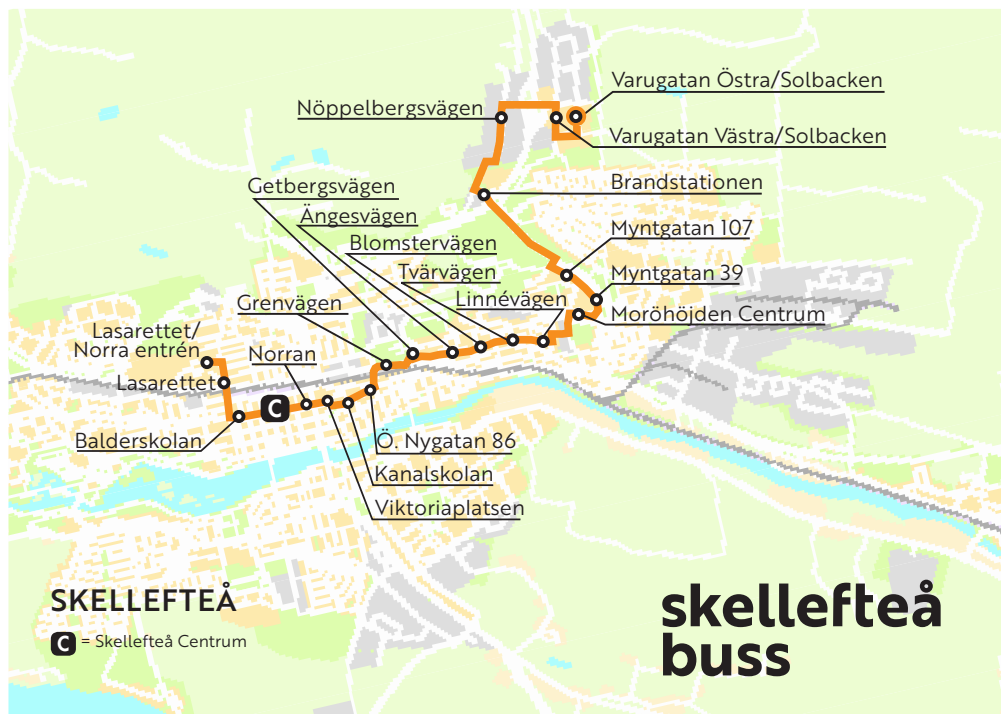 Varugatan Östra/Solbacken
Nöppelbergsvägen
Varugatan Västra/Solbacken
Brandstationen
Getbergsvägen
Ängesvägen
Myntgatan 107
Blomstervägen
Tvärvägen
Myntgatan 39
Linnévägen
Grenvägen
Moröhöjden Centrum
Lasarettet/
Norra entrén
Norran
Lasarettet
C
Balderskolan
Ö. Nygatan 86
Kanalskolan
Viktoriaplatsen
SKELLEFTEÅ
C = Skellefteå Centrum
skellefteå
buss